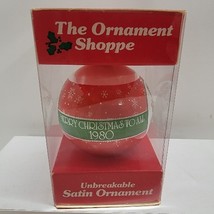 The Ornament
Shoppe
MERRY CHRISTMAS TO ALL
1980
Unbreakable
Satin Ornament